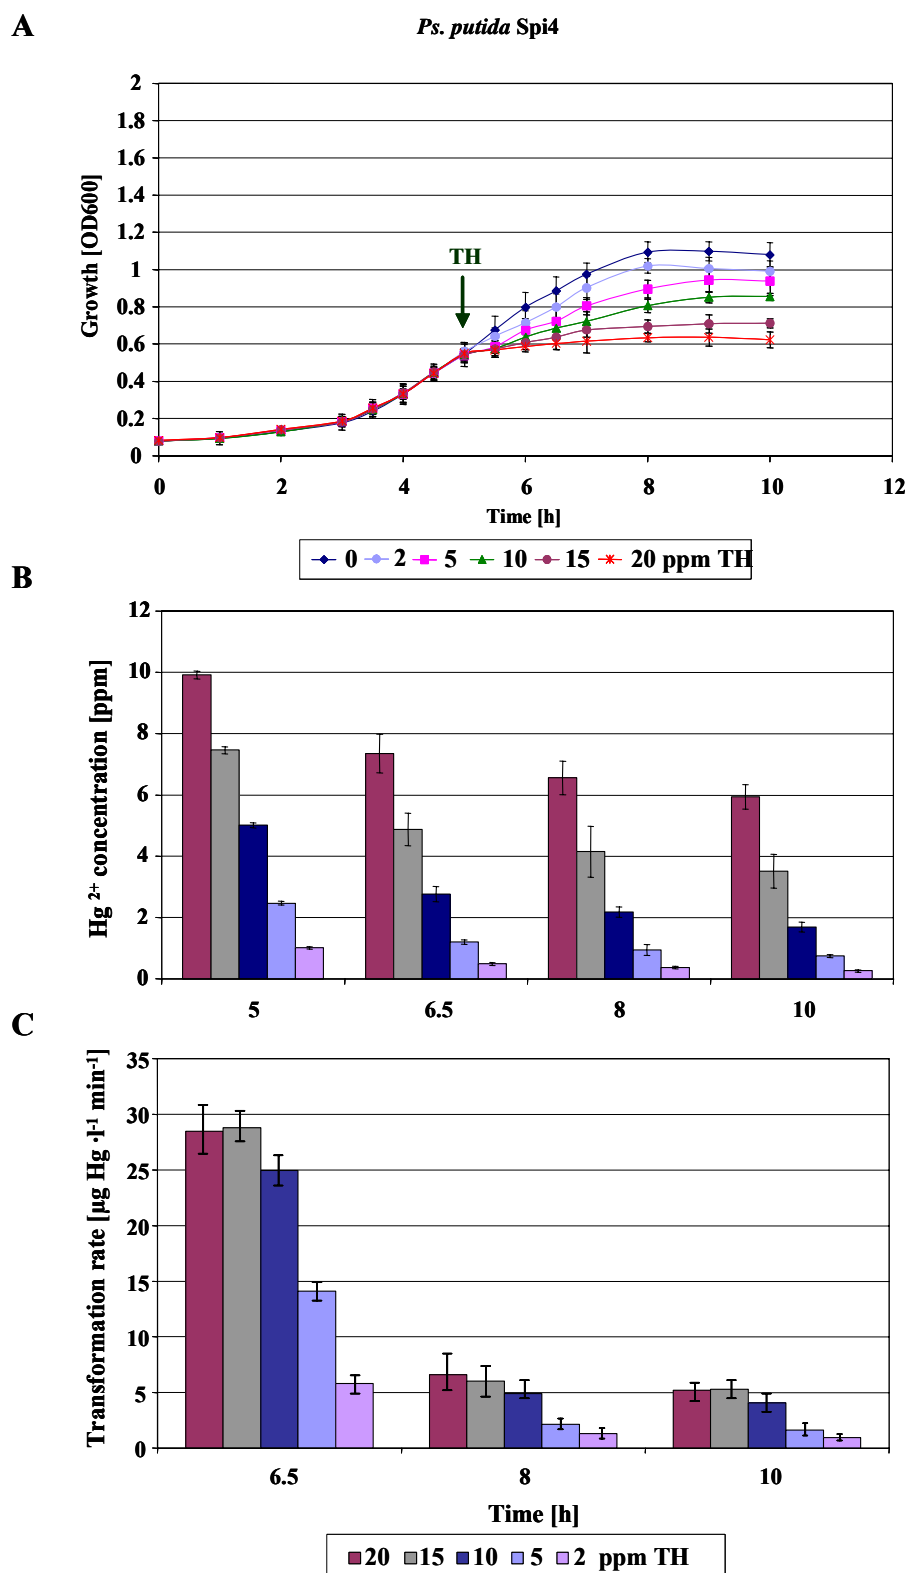 A
Ps. putida Spi4
Growth [OD600]
2
1.8
1.6
1.4
1.2
1
0.8
0.6
0.4
0.2
0
TH
0 2 4 6 8 10 12
Time [h]
0 2 5 10 15 20 ppm TH
B
Hg 2+ concentration [ppm]
12
10
8
6
4
2
0
5 6.5 8 10
C
Transformation rate [µg Hg ·l-1 min-1]
35
30
25
20
15
10
5
0
6.5 8 10
Time [h]
20 15 10 5 2 ppm TH